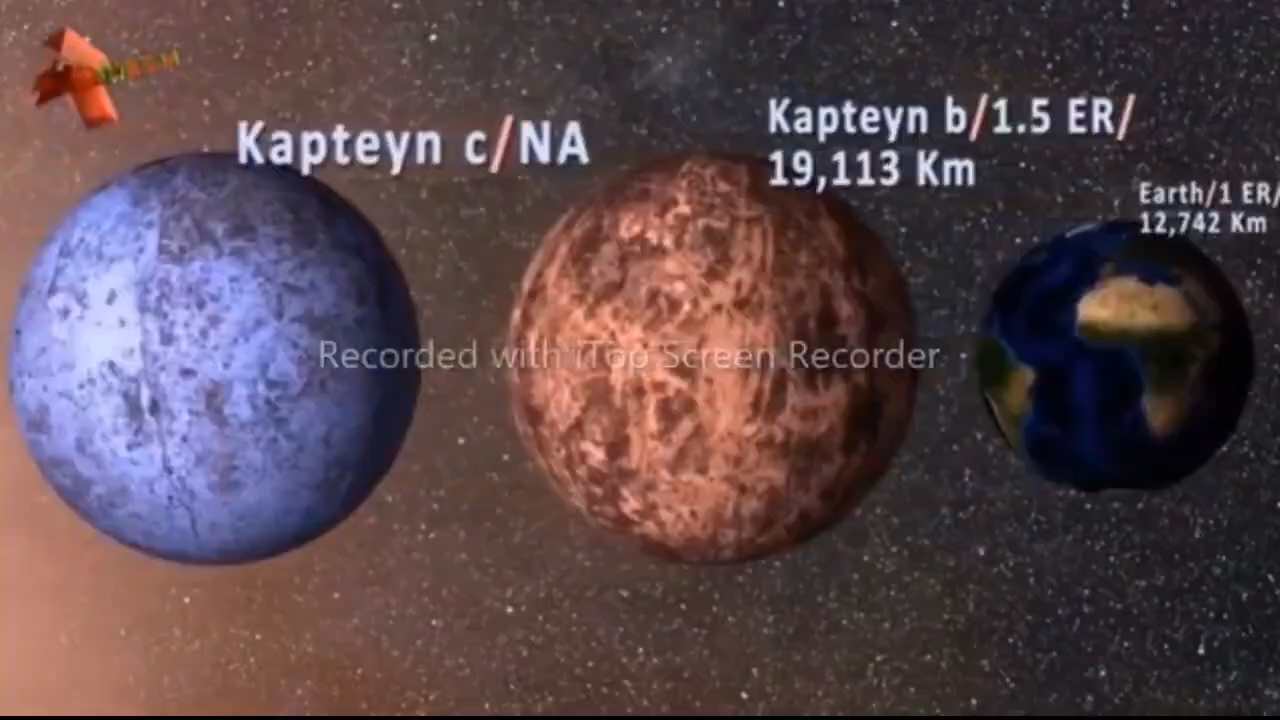 Kapteyn c/NA
Kapteyn b/1.5 ER/
19,113 Km
Earth/1 ER/
12,742 Km
Recorded with iTop Screen Recorder